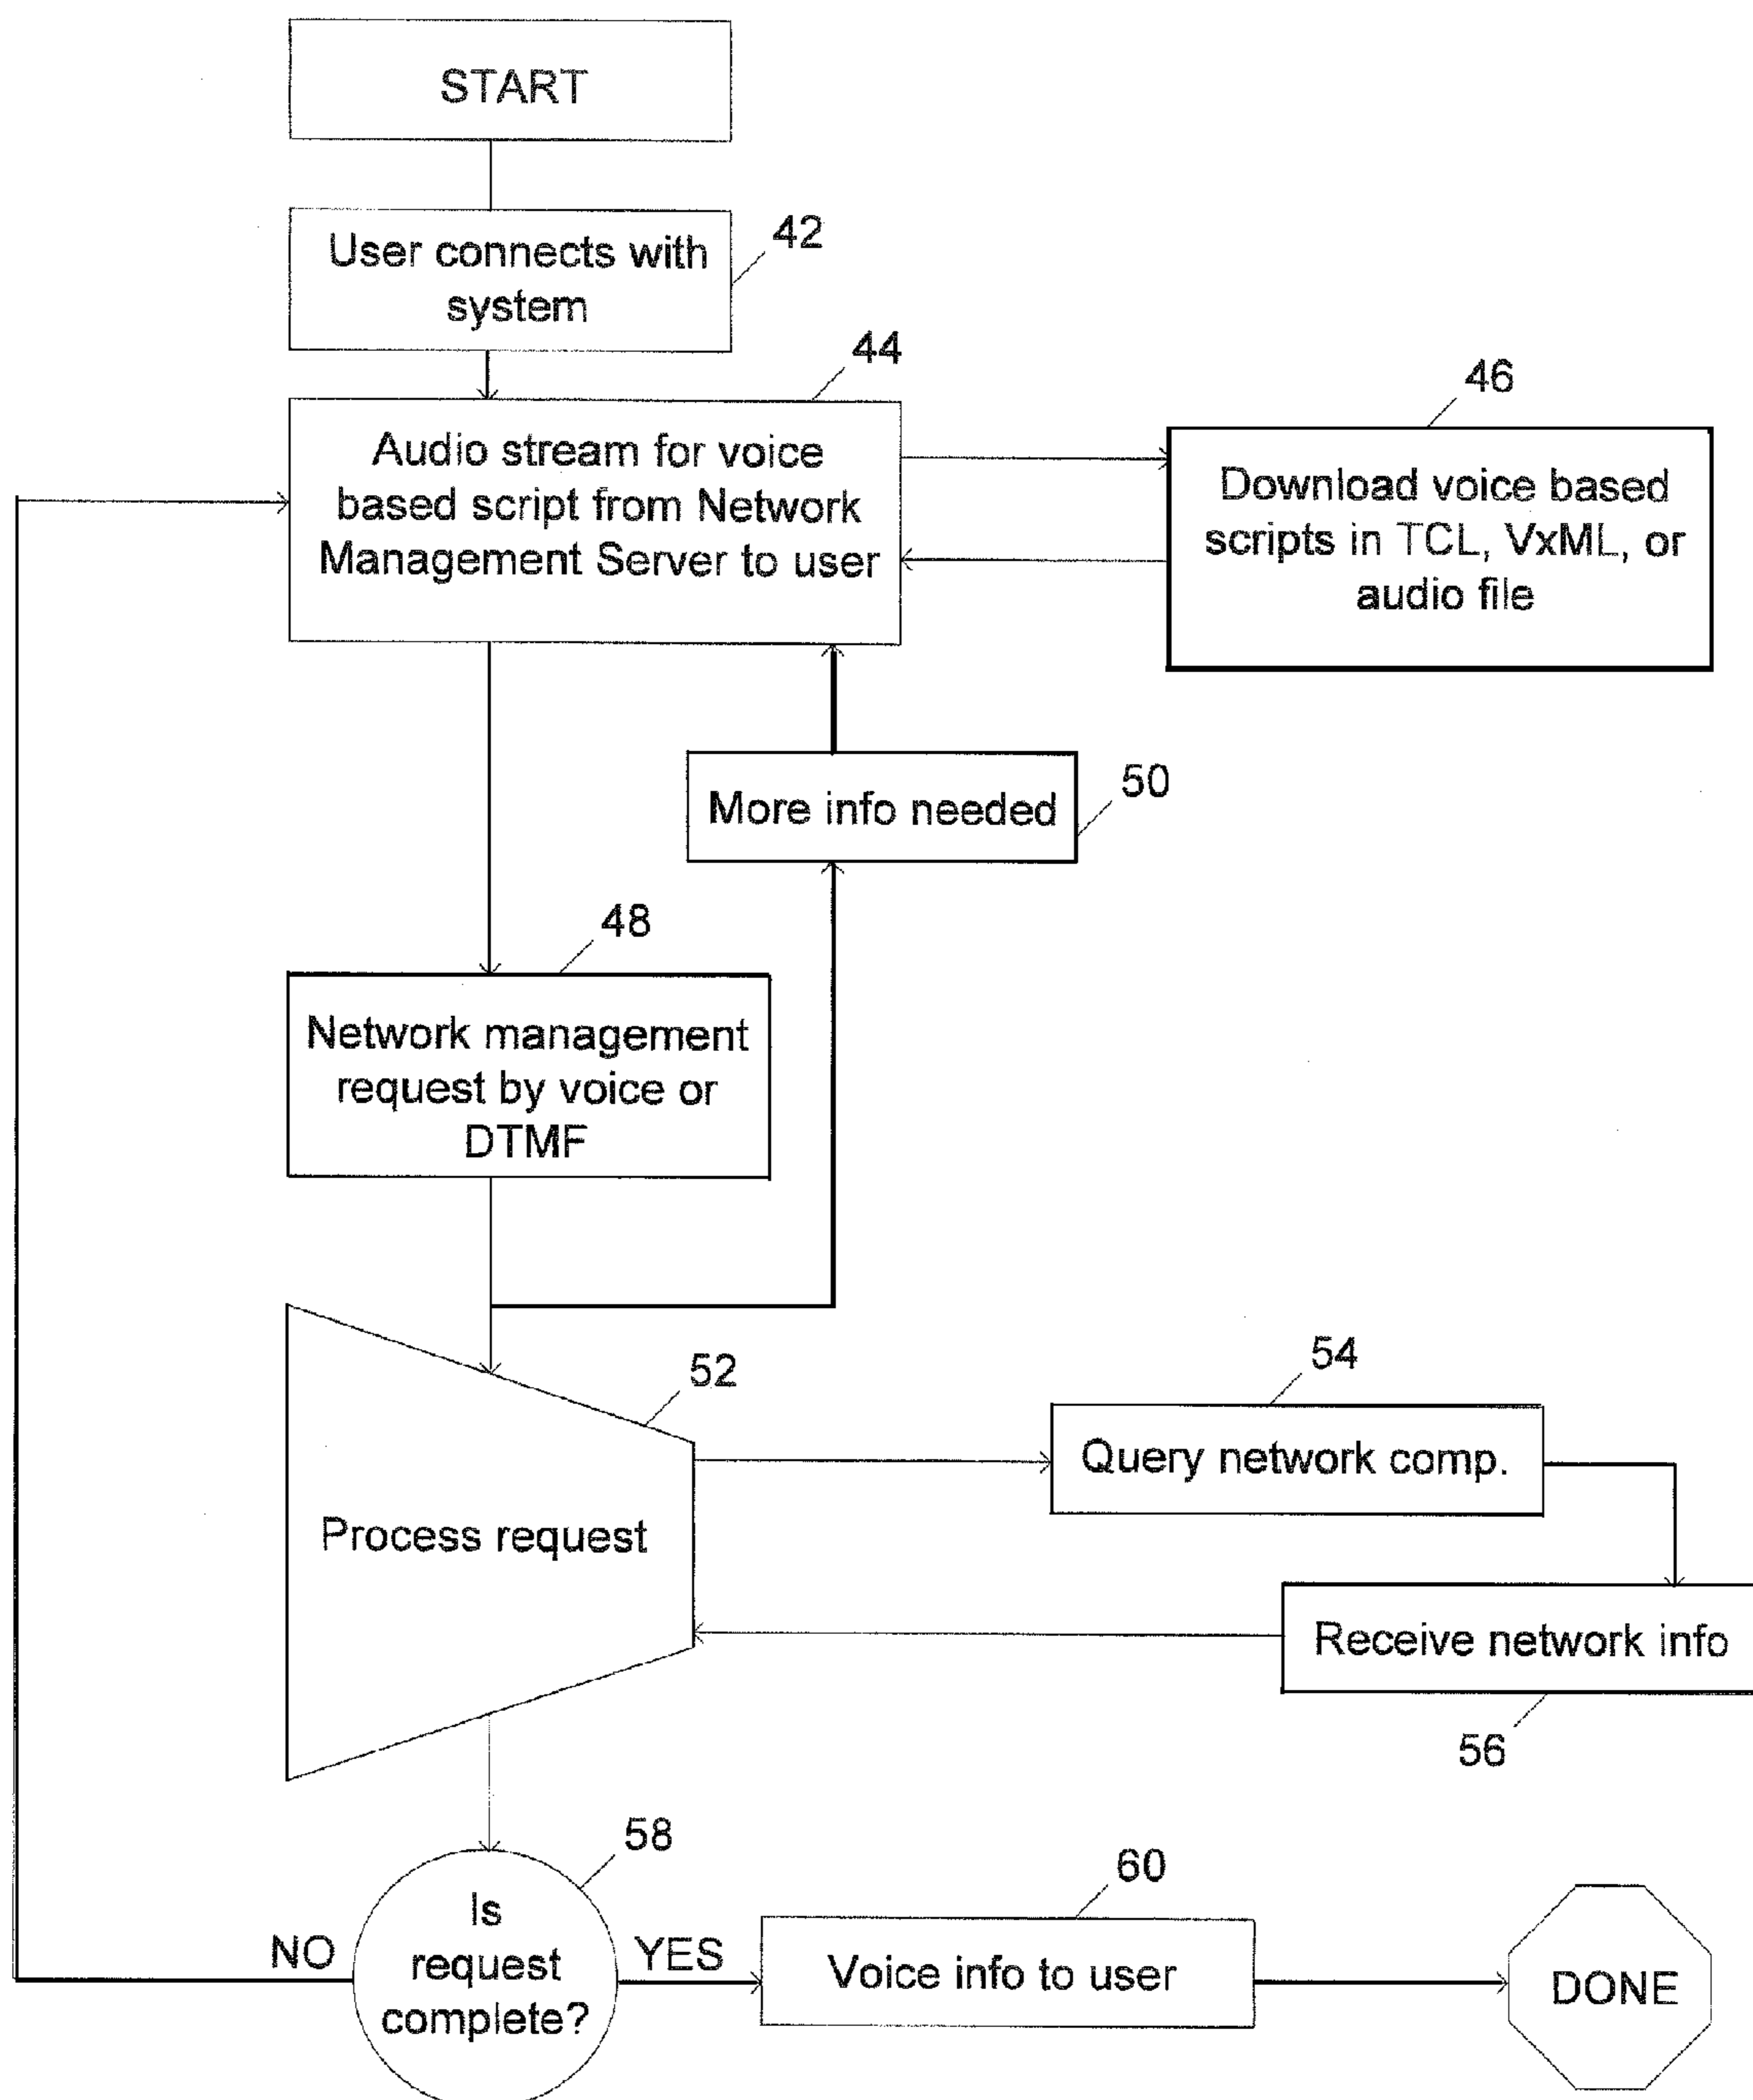 START
User connects with
system
42
44
Audio stream for voice
based script from Network
Management Server to user
46
Download voice based
scripts in TCL, VxML, or
audio file
More info needed
50
48
Network management
request by voice or
DTMF
52
Process request
54
Query network comp.
Receive network info
56
58
Is
request
complete?
NO
YES
60
Voice info to user
DONE